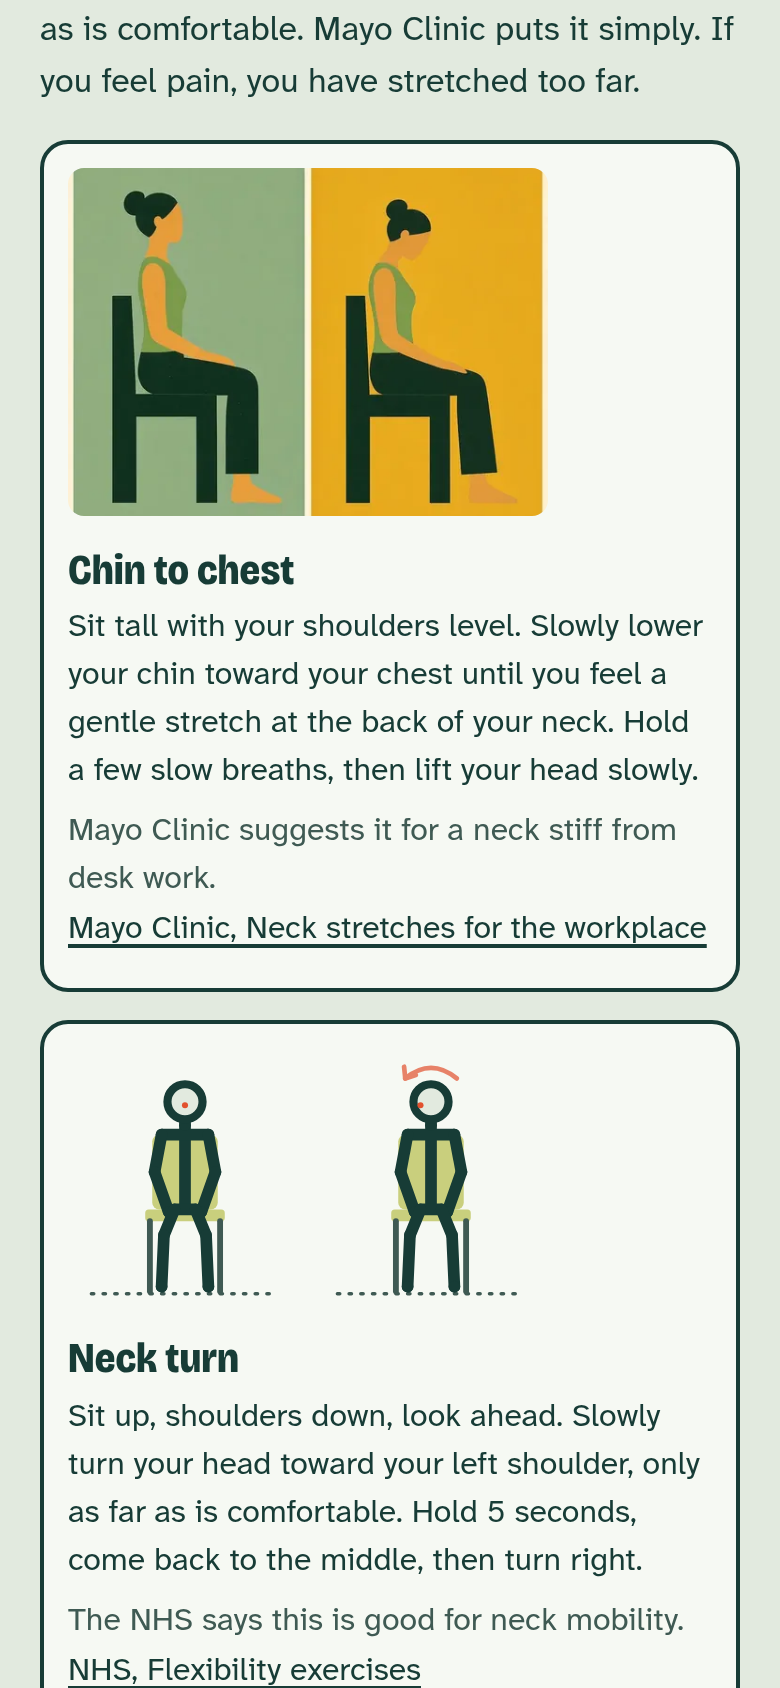 as is comfortable. Mayo Clinic puts it simply. If
you feel pain, you have stretched too far.
Chin to chest
Sit tall with your shoulders level. Slowly lower
your chin toward your chest until you feel a
gentle stretch at the back of your neck. Hold
a few slow breaths, then lift your head slowly.
Mayo Clinic suggests it for a neck stiff from
desk work.
Mayo Clinic, Neck stretches for the workplace
Neck turn
Sit up, shoulders down, look ahead. Slowly
turn your head toward your left shoulder, only
as far as is comfortable. Hold 5 seconds,
come back to the middle, then turn right.
The NHS says this is good for neck mobility.
NHS, Flexibility exercises